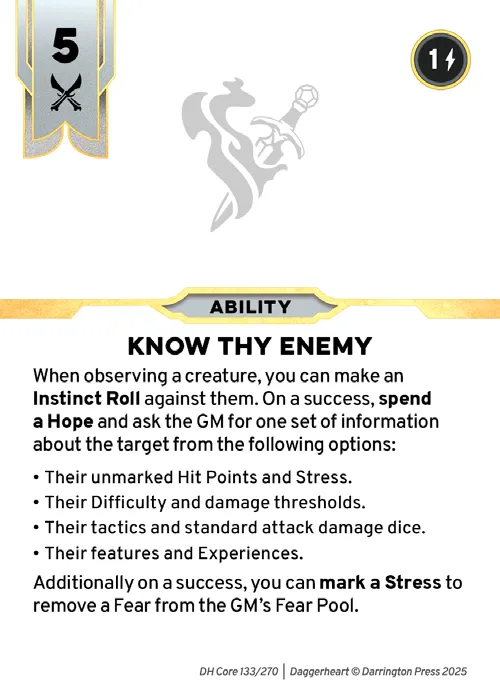 5
1
ABILITY
KNOW THY ENEMY
When observing a creature, you can make an
Instinct Roll against them. On a success, spend
a Hope and ask the GM for one set of information
about the target from the following options:
• Their unmarked Hit Points and Stress.
• Their Difficulty and damage thresholds.
• Their tactics and standard attack damage dice.
• Their features and Experiences.
Additionally on a success, you can mark a Stress to
remove a Fear from the GM’s Fear Pool.
DH Core 133/270 | Daggerheart © Darrington Press 2025